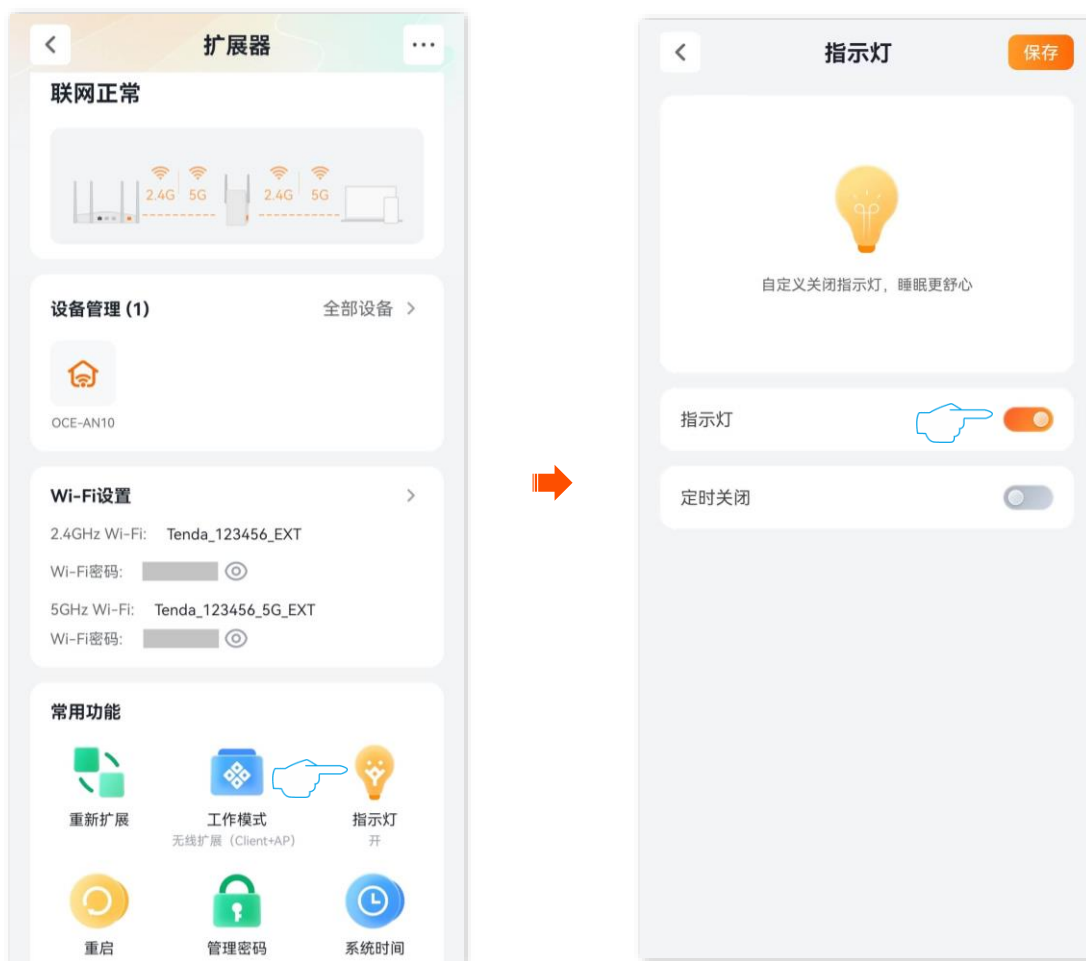 扩展器
联网正常
2.4G 5G 2.4G 5G
设备管理 (1) 全部设备
OCE-AN10
Wi-Fi设置
2.4GHz Wi-Fi: Tenda_123456_EXT
Wi-Fi密码:
5GHz Wi-Fi: Tenda_123456_5G_EXT
Wi-Fi密码:
常用功能
重新扩展 工作模式 指示灯
无线扩展（Client+AP） 开
重启 管理密码 系统时间
指示灯 保存
自定义关闭指示灯，睡眠更舒心
指示灯
定时关闭